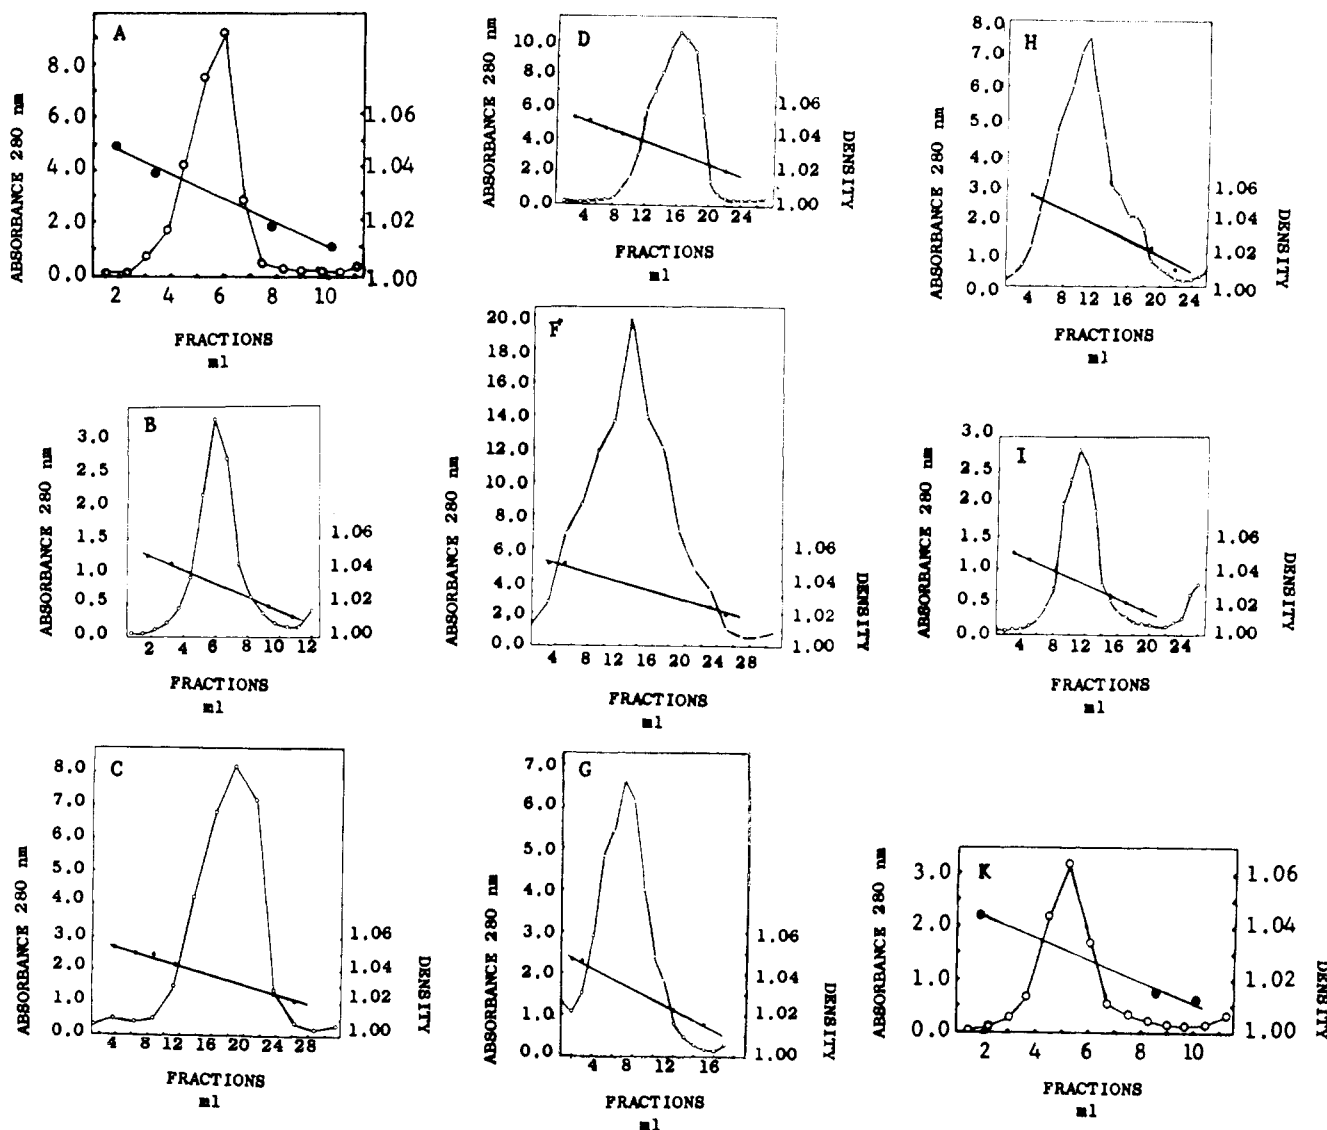 A
ABSORBANCE 280 nm
8.0
6.0
4.0
2.0
0.0
1.06
1.04
1.02
1.00
2 4 6 8 10
FRACTIONS
ml
D
ABSORBANCE 280 nm
10.0
8.0
6.0
4.0
2.0
0.0
1.06
1.04
1.02
1.00
DENSITY
4 8 12 16 20 24
FRACTIONS
ml
H
ABSORBANCE 280 nm
8.0
7.0
6.0
5.0
4.0
3.0
2.0
1.0
0.0
1.06
1.04
1.02
1.00
DENSITY
4 8 12 16 20 24
FRACTIONS
ml
B
ABSORBANCE 280 nm
3.0
2.5
2.0
1.5
1.0
0.5
0.0
1.06
1.04
1.02
1.00
2 4 6 8 10 12
FRACTIONS
ml
F
ABSORBANCE 280 nm
20.0
18.0
16.0
14.0
12.0
10.0
8.0
6.0
4.0
2.0
0.0
1.06
1.04
1.02
1.00
DENSITY
4 8 12 16 20 24 28
FRACTIONS
ml
I
ABSORBANCE 280 nm
3.0
2.5
2.0
1.5
1.0
0.5
0.0
1.06
1.04
1.02
1.00
DENSITY
4 8 12 16 20 24
FRACTIONS
ml
C
ABSORBANCE 280 nm
8.0
7.0
6.0
5.0
4.0
3.0
2.0
1.0
0.0
1.06
1.04
1.02
1.00
DENSITY
4 8 12 16 20 24 28
FRACTIONS
ml
G
ABSORBANCE 280 nm
7.0
6.0
5.0
4.0
3.0
2.0
1.0
0.0
1.06
1.04
1.02
1.00
DENSITY
4 8 12 16
FRACTIONS
ml
K
ABSORBANCE 280 nm
3.0
2.0
1.0
0.0
1.06
1.04
1.02
1.00
DENSITY
2 4 6 8 10
FRACTIONS
ml